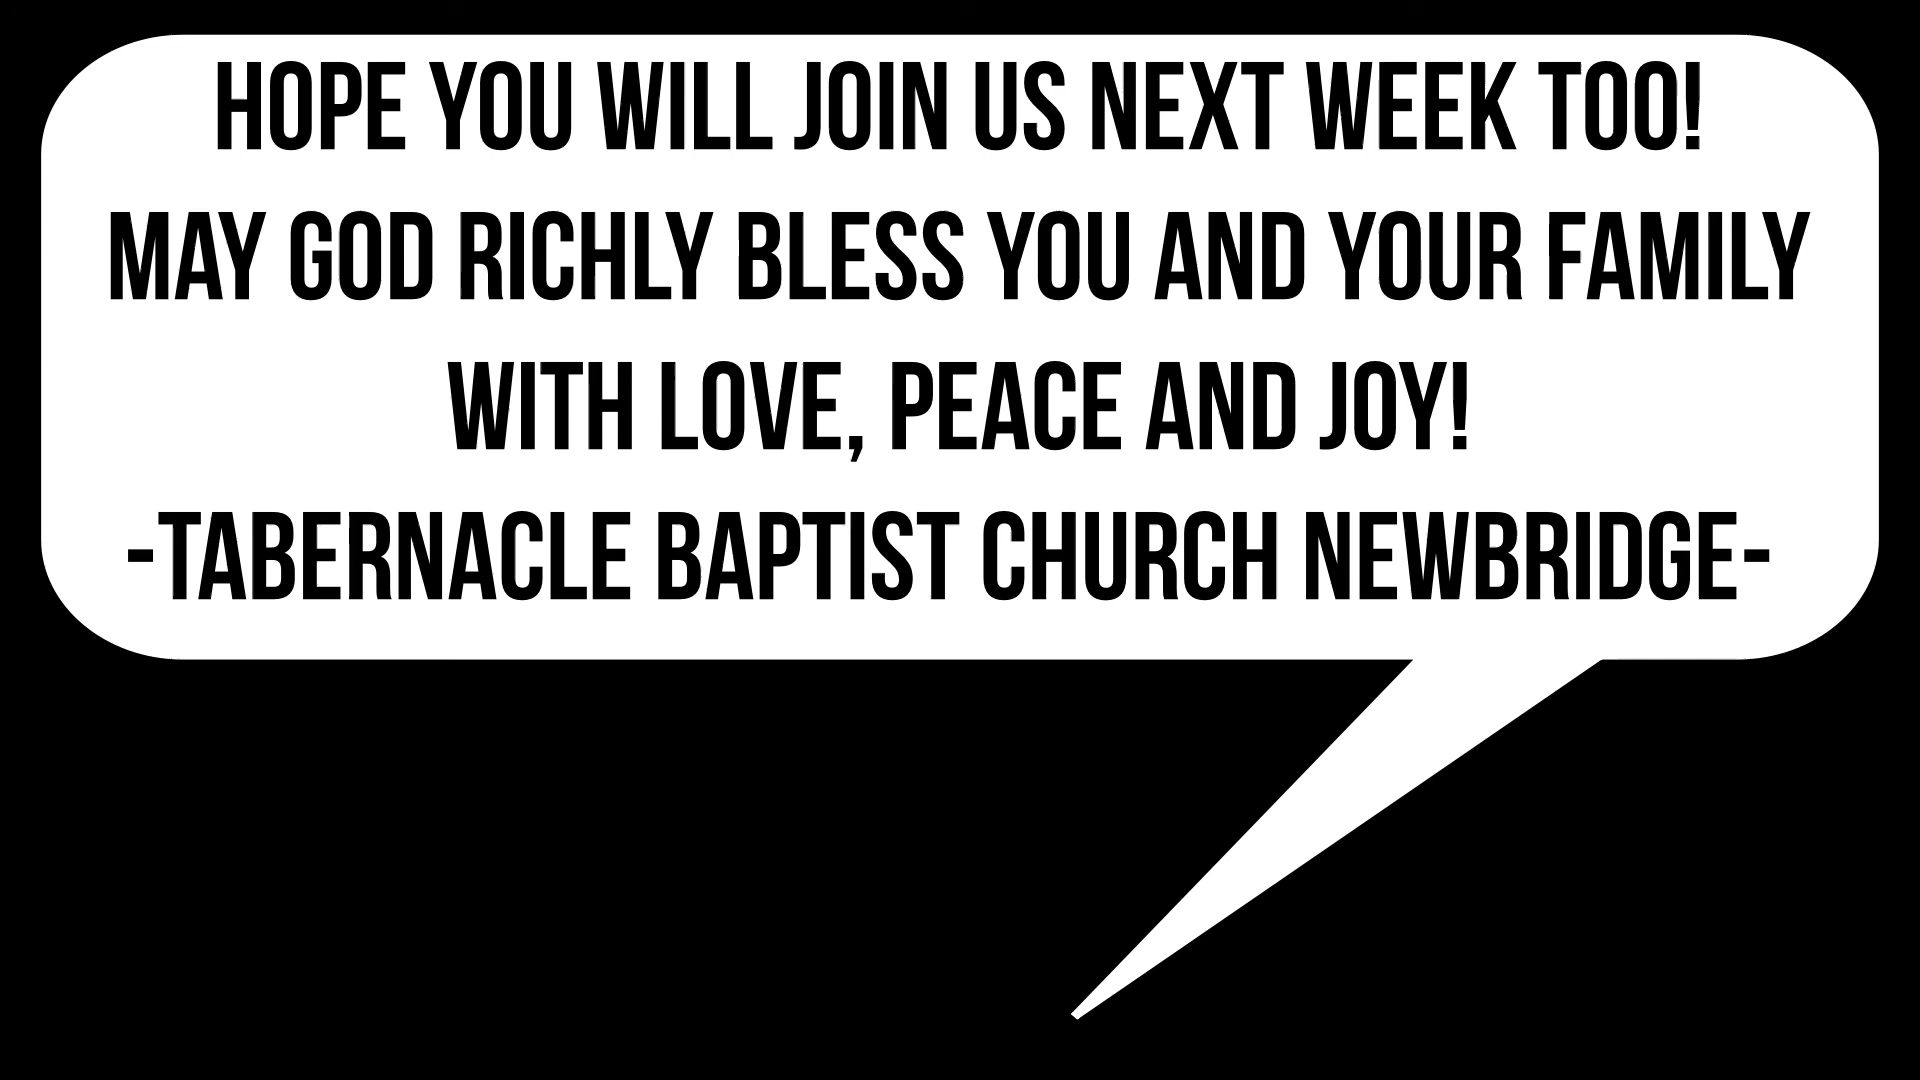 HOPE YOU WILL JOIN US NEXT WEEK TOO!
MAY GOD RICHLY BLESS YOU AND YOUR FAMILY
WITH LOVE, PEACE AND JOY!
-TABERNACLE BAPTIST CHURCH NEWBRIDGE-